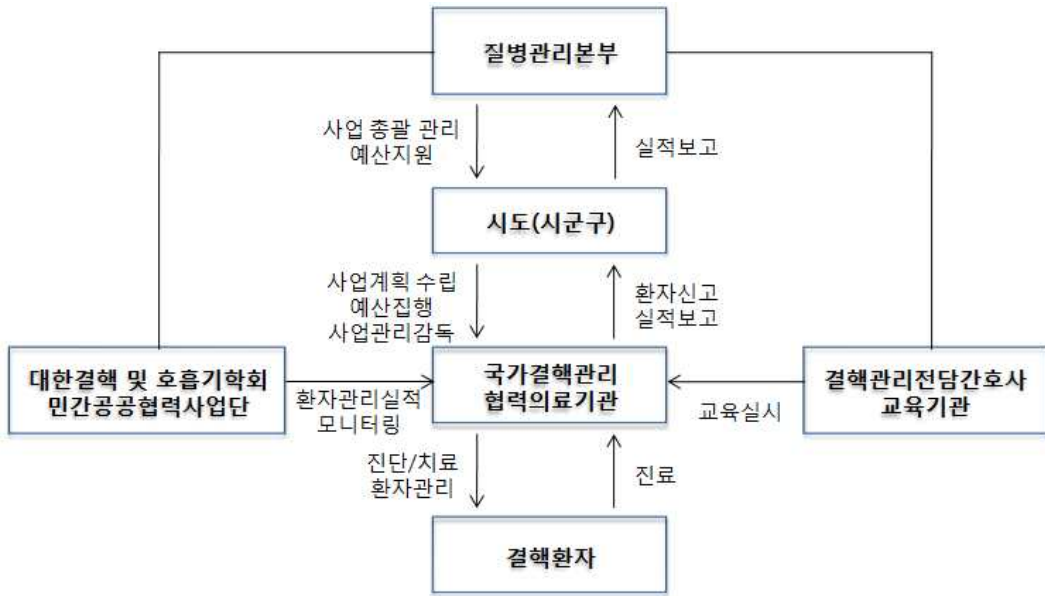 질병관리본부
사업 총괄 관리
예산지원
실적보고
시도(시군구)
사업계획 수립
예산집행
사업관리감독
환자신고
실적보고
대한결핵 및 호흡기학회
민간공공협력사업단
환자관리실적
모니터링
국가결핵관리
협력의료기관
교육실시
결핵관리전담간호사
교육기관
진단/치료
환자관리
진료
결핵환자